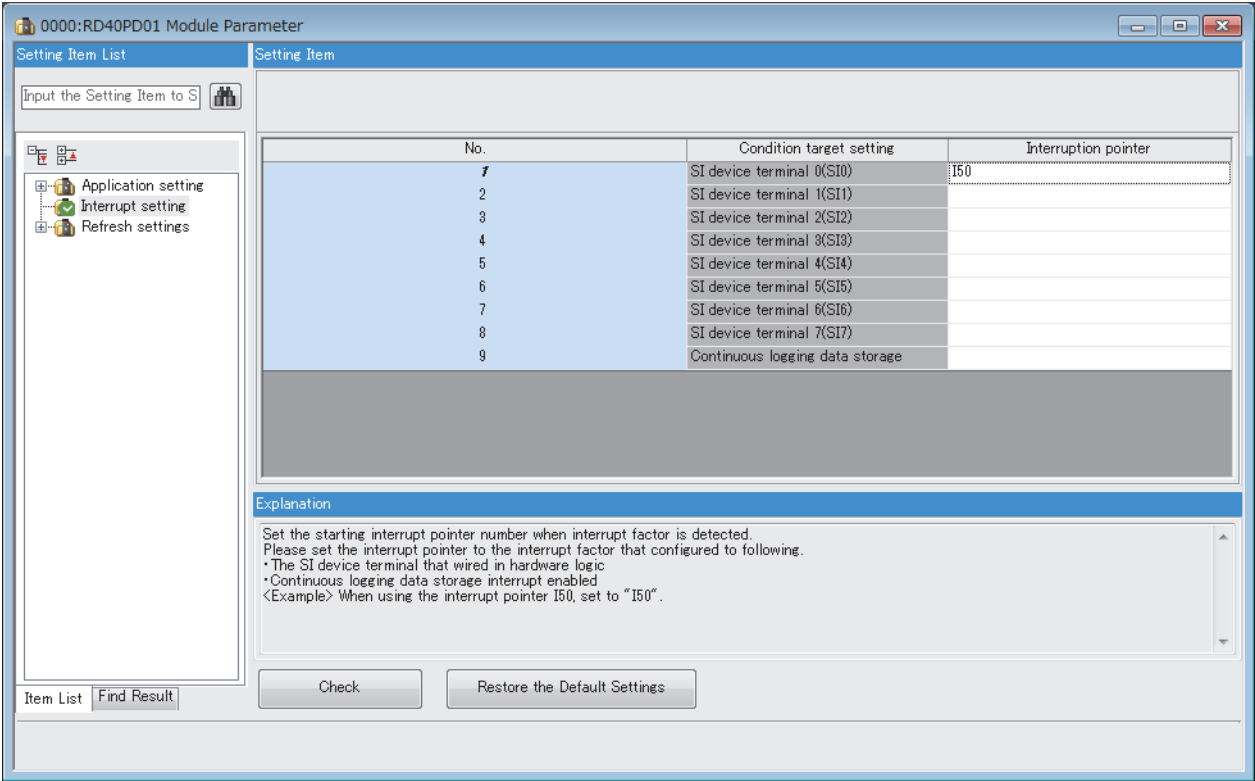 0000:RD40PD01 Module Parameter
Setting Item List
Setting Item
Input the Setting Item to S
Application setting
Interrupt setting
Refresh settings
No. Condition target setting Interruption pointer
1 SI device terminal 0(SI0) I50
2 SI device terminal 1(SI1)
3 SI device terminal 2(SI2)
4 SI device terminal 3(SI3)
5 SI device terminal 4(SI4)
6 SI device terminal 5(SI5)
7 SI device terminal 6(SI6)
8 SI device terminal 7(SI7)
9 Continuous logging data storage
Explanation
Set the starting interrupt pointer number when interrupt factor is detected.
Please set the interrupt pointer to the interrupt factor that configured to following.
・The SI device terminal that wired in hardware logic
・Continuous logging data storage interrupt enabled
<Example> When using the interrupt pointer I50, set to "I50".
Item List Find Result
Check Restore the Default Settings